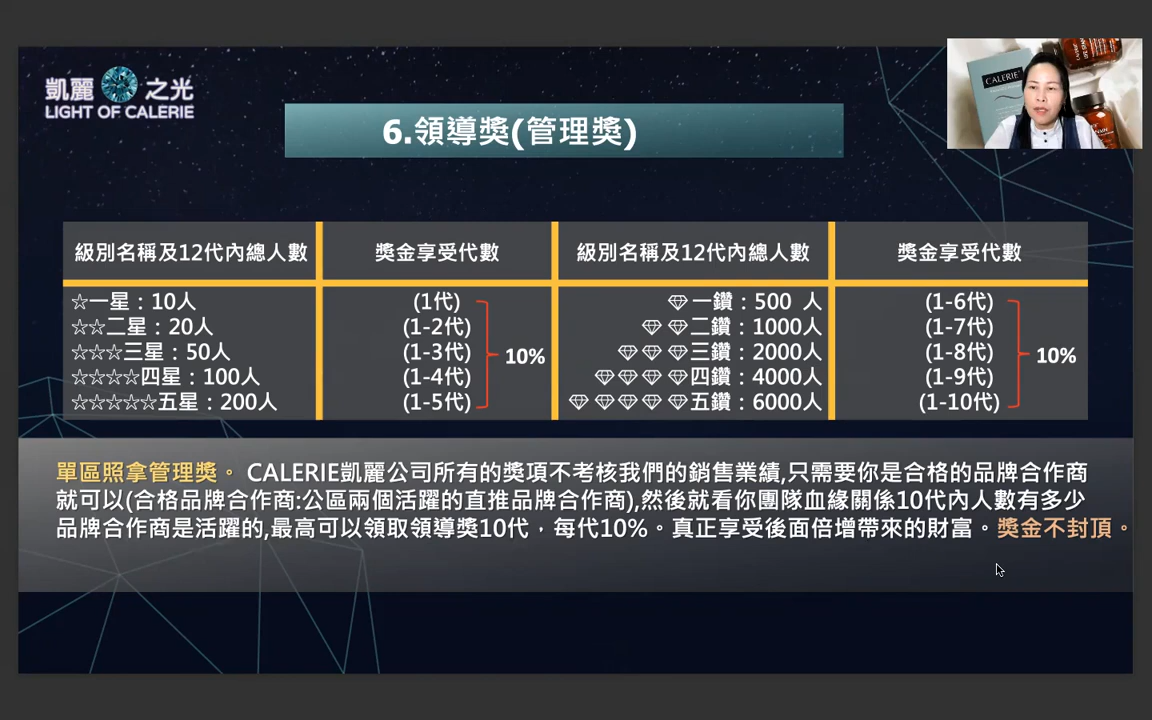 凱麗之光
LIGHT OF CALERIE
CALERIE
6.領導獎(管理獎)
級別名稱及12代內總人數 獎金享受代數 級別名稱及12代內總人數 獎金享受代數
☆一星：10人 (1代) 一鑽：500 人 (1-6代)
☆☆二星：20人 (1-2代) 二鑽：1000人 (1-7代)
☆☆☆三星：50人 (1-3代) 10% 三鑽：2000人 (1-8代) 10%
☆☆☆☆四星：100人 (1-4代) 四鑽：4000人 (1-9代)
☆☆☆☆☆五星：200人 (1-5代) 五鑽：6000人 (1-10代)
單區照拿管理獎。 CALERIE凱麗公司所有的獎項不考核我們的銷售業績,只需要你是合格的品牌合作商
就可以(合格品牌合作商:公區兩個活躍的直推品牌合作商),然後就看你團隊血緣關係10代內人數有多少
品牌合作商是活躍的,最高可以領取領導獎10代，每代10%。真正享受後面倍增帶來的財富。獎金不封頂。